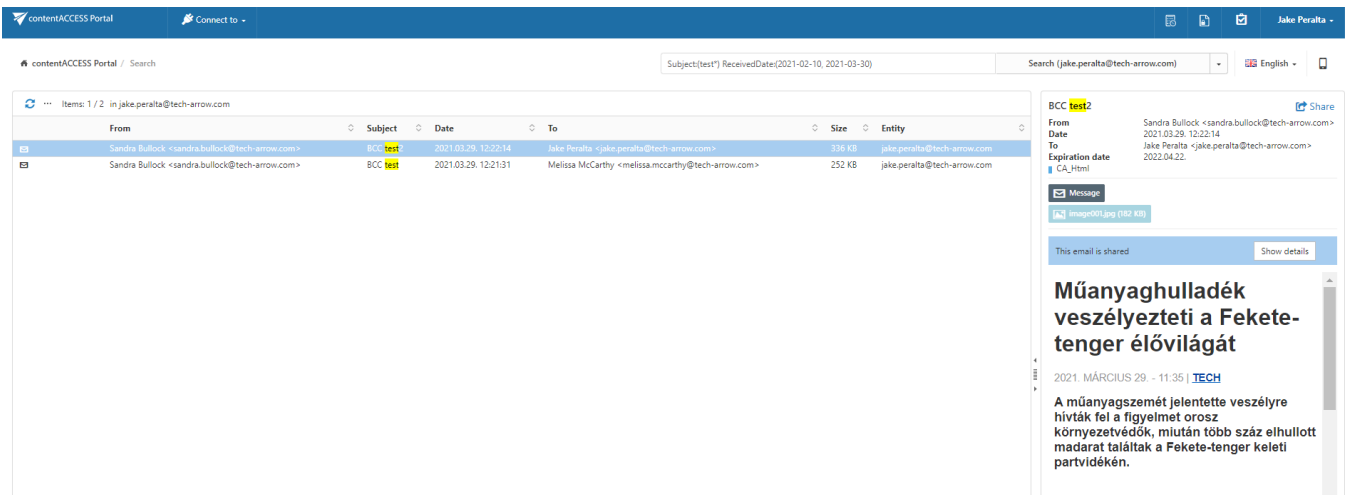 contentACCESS Portal
Connect to
Jake Peralta
contentACCESS Portal / Search
Subject:(test*) ReceivedDate:(2021-02-10, 2021-03-30)
Search (jake.peralta@tech-arrow.com)
English
Items: 1 / 2 in jake.peralta@tech-arrow.com
From Subject Date To Size Entity
Sandra Bullock <sandra.bullock@tech-arrow.com> BCC test2 2021.03.29. 12:22:14 Jake Peralta <jake.peralta@tech-arrow.com> 336 KB jake.peralta@tech-arrow.com
Sandra Bullock <sandra.bullock@tech-arrow.com> BCC test 2021.03.29. 12:21:31 Melissa McCarthy <melissa.mccarthy@tech-arrow.com> 252 KB jake.peralta@tech-arrow.com
BCC test2
Share
From Sandra Bullock <sandra.bullock@tech-arrow.com>
Date 2021.03.29. 12:22:14
To Jake Peralta <jake.peralta@tech-arrow.com>
Expiration date 2022.04.22.
CA_Html
Message
image001.jpg (182 KB)
This email is shared
Show details
Műanyaghulladék
veszélyezteti a Fekete-
tenger élővilágát
2021. MÁRCIUS 29. - 11:35 | TECH
A műanyagszemét jelentette veszélyre
hívták fel a figyelmet orosz
környezetvédők, miután több száz elhullott
madarat találtak a Fekete-tenger keleti
partvidékén.